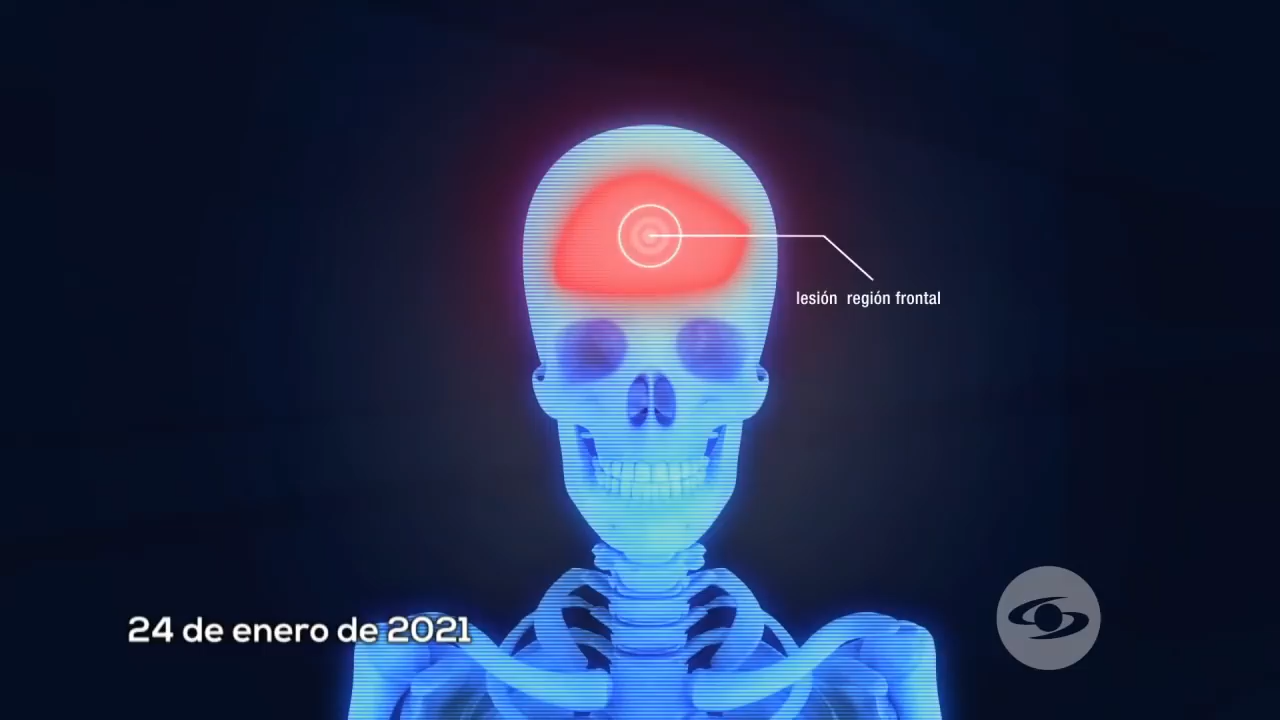 lesión  región frontal
24 de enero de 2021